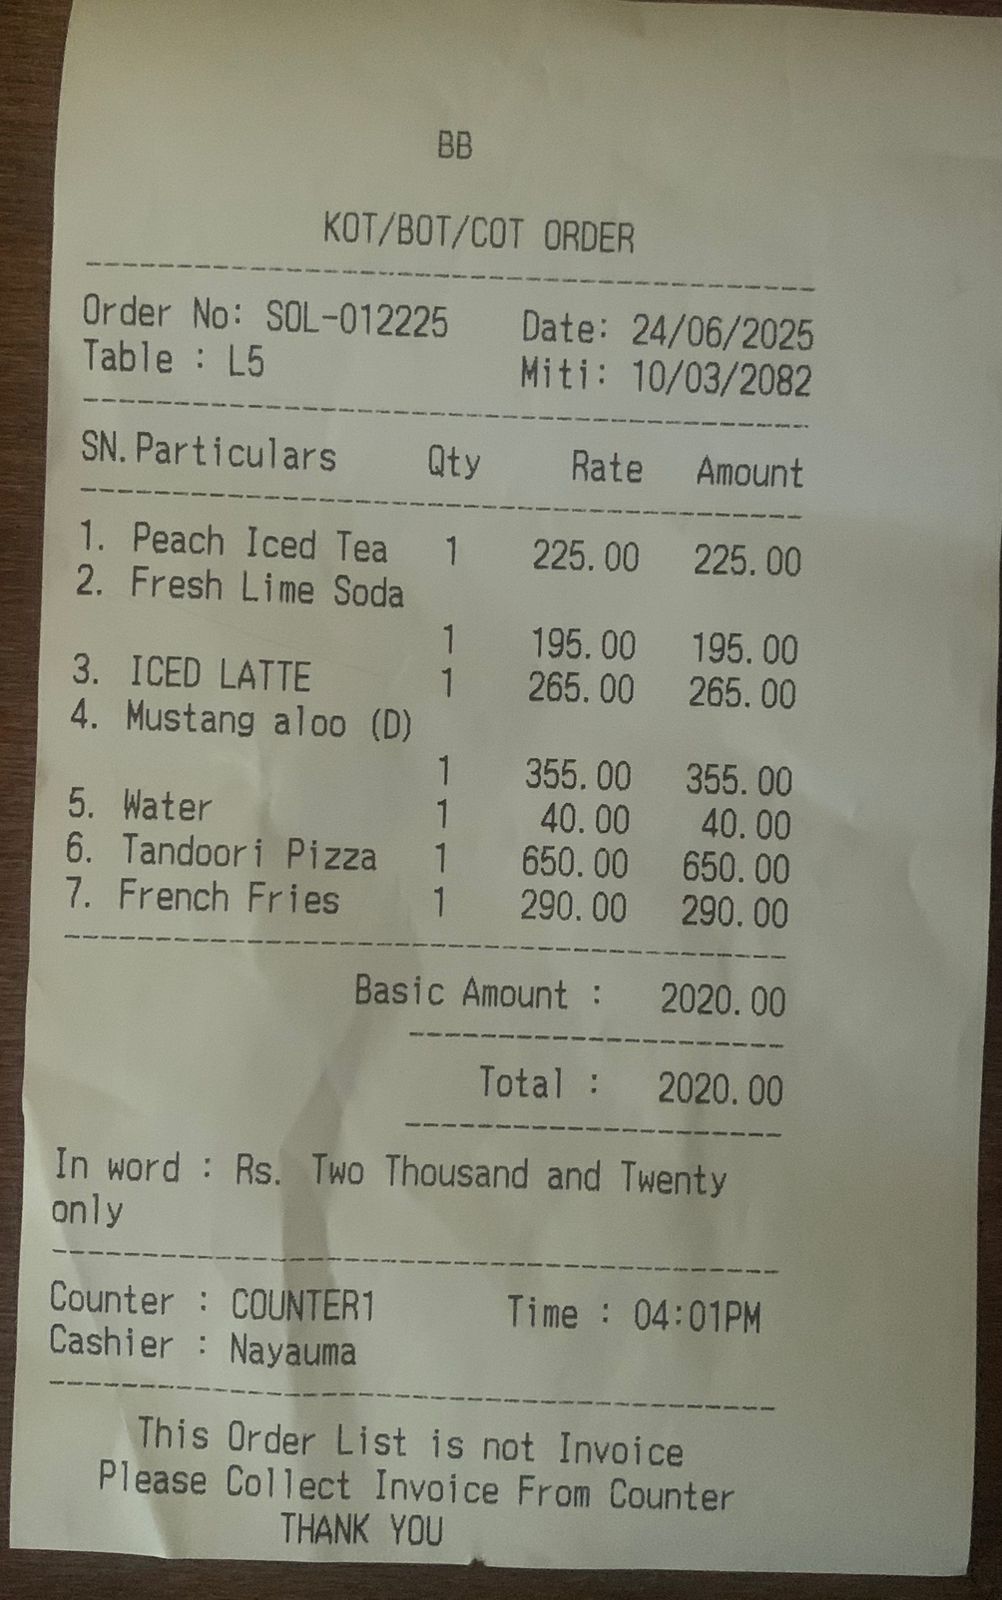 BB
KOT/BOT/COT ORDER
Order No: SOL-012225 Date: 24/06/2025
Table : L5 Miti: 10/03/2082
SN. Particulars Qty Rate Amount
1. Peach Iced Tea 1 225.00 225.00
2. Fresh Lime Soda
1 195.00 195.00
3. ICED LATTE 1 265.00 265.00
4. Mustang aloo (D)
1 355.00 355.00
5. Water 1 40.00 40.00
6. Tandoori Pizza 1 650.00 650.00
7. French Fries 1 290.00 290.00
Basic Amount : 2020.00
Total : 2020.00
In word : Rs. Two Thousand and Twenty
only
Counter : COUNTER1 Time : 04:01PM
Cashier : Nayauma
This Order List is not Invoice
Please Collect Invoice From Counter
THANK YOU